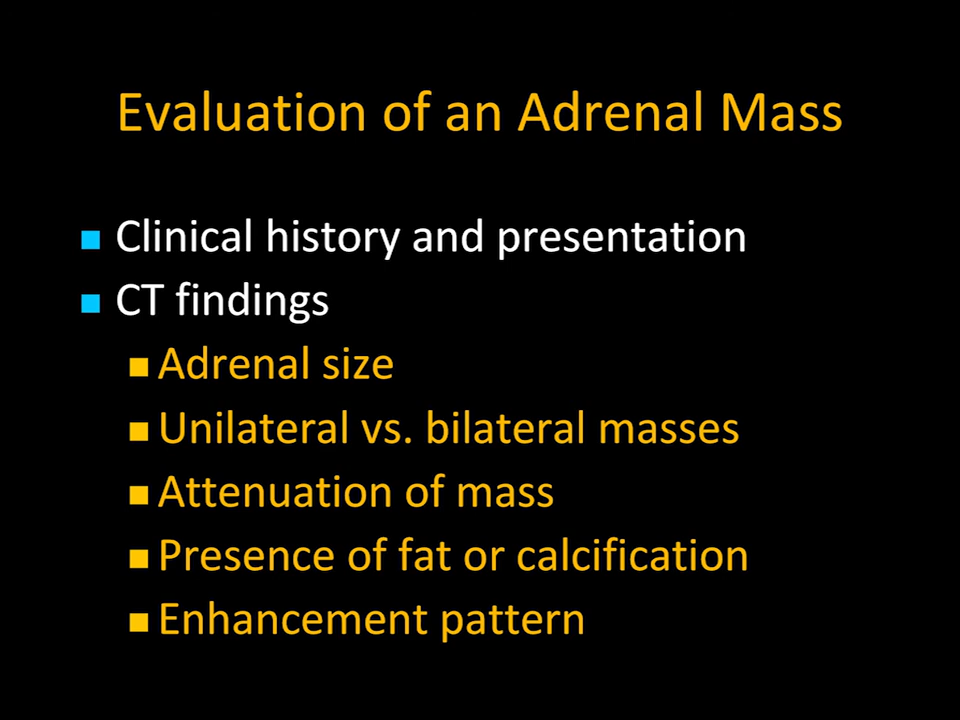 Evaluation of an Adrenal Mass
Clinical history and presentation
CT findings
Adrenal size
Unilateral vs. bilateral masses
Attenuation of mass
Presence of fat or calcification
Enhancement pattern